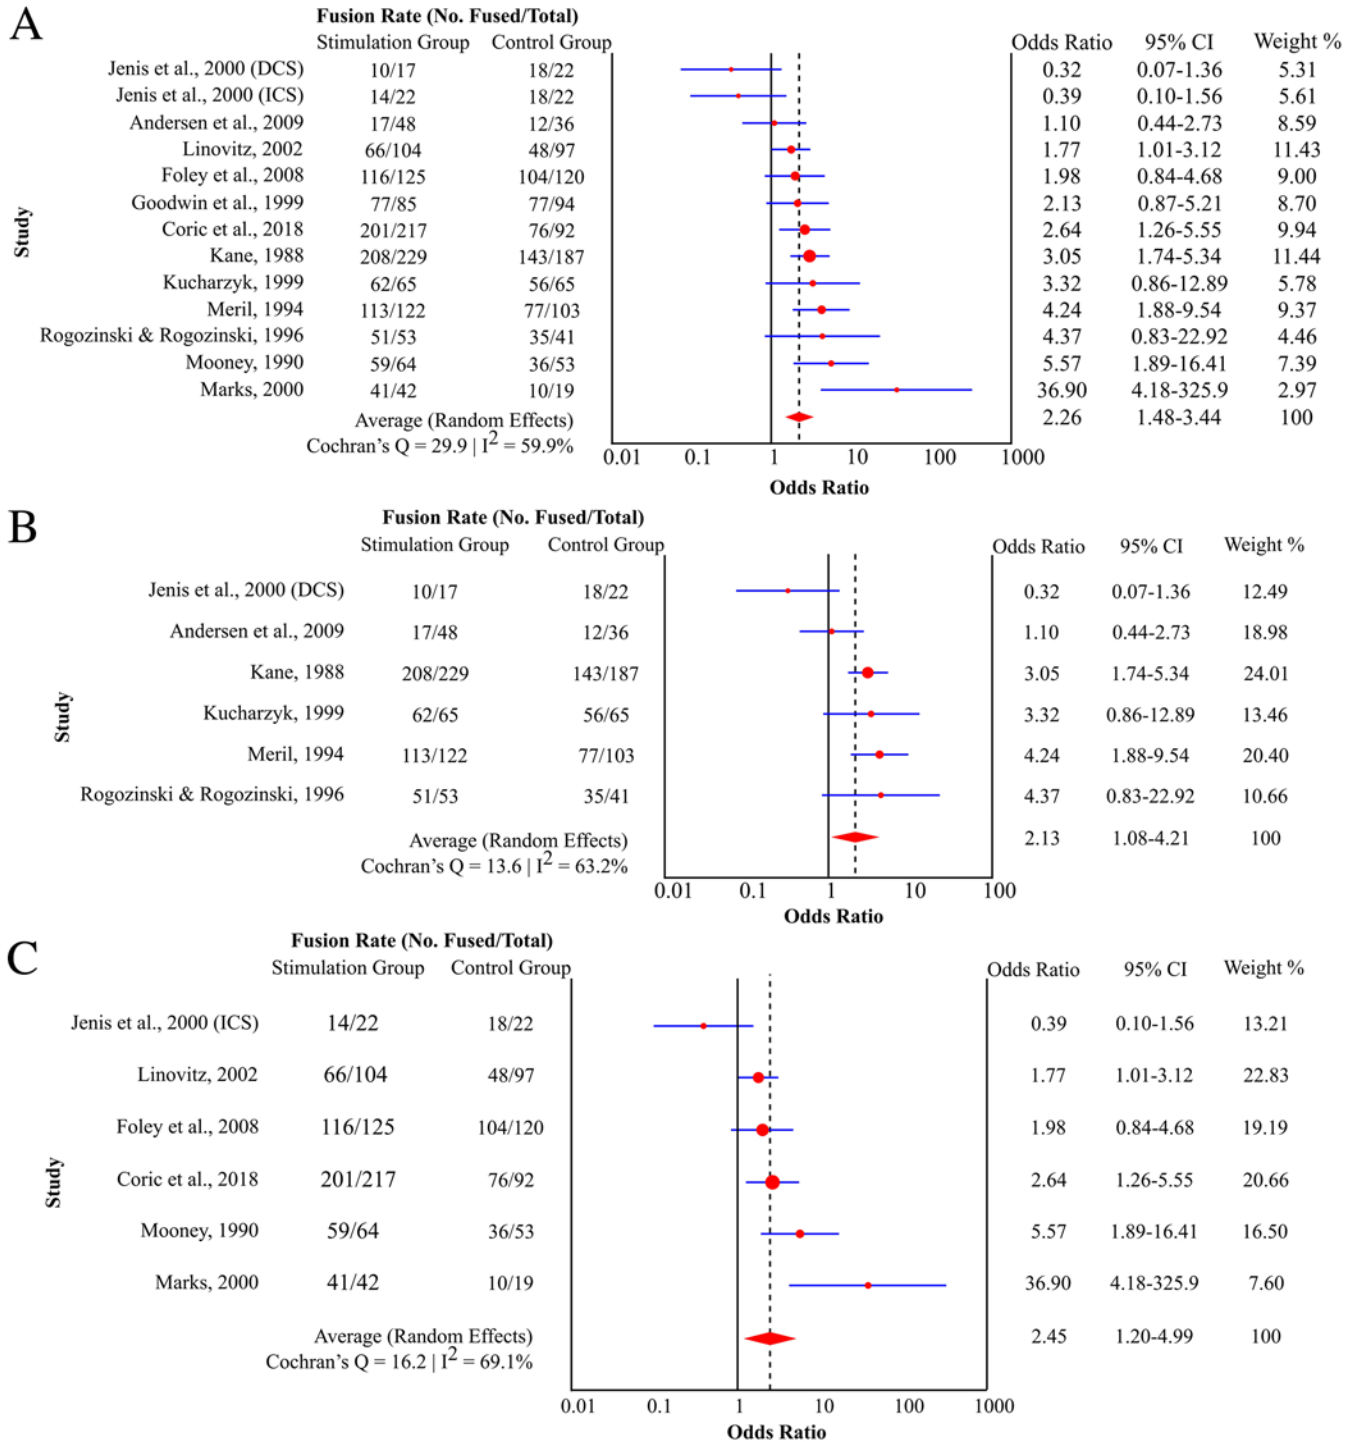 A
Fusion Rate (No. Fused/Total)
Stimulation Group Control Group Odds Ratio 95% CI Weight %
Jenis et al., 2000 (DCS) 10/17 18/22 0.32 0.07-1.36 5.31
Jenis et al., 2000 (ICS) 14/22 18/22 0.39 0.10-1.56 5.61
Andersen et al., 2009 17/48 12/36 1.10 0.44-2.73 8.59
Linovitz, 2002 66/104 48/97 1.77 1.01-3.12 11.43
Foley et al., 2008 116/125 104/120 1.98 0.84-4.68 9.00
Goodwin et al., 1999 77/85 77/94 2.13 0.87-5.21 8.70
Coric et al., 2018 201/217 76/92 2.64 1.26-5.55 9.94
Kane, 1988 208/229 143/187 3.05 1.74-5.34 11.44
Kucharzyk, 1999 62/65 56/65 3.32 0.86-12.89 5.78
Meril, 1994 113/122 77/103 4.24 1.88-9.54 9.37
Rogozinski & Rogozinski, 1996 51/53 35/41 4.37 0.83-22.92 4.46
Mooney, 1990 59/64 36/53 5.57 1.89-16.41 7.39
Marks, 2000 41/42 10/19 36.90 4.18-325.9 2.97
Average (Random Effects) 2.26 1.48-3.44 100
Cochran's Q = 29.9 | I2 = 59.9%
Study
0.01 0.1 1 10 100 1000
Odds Ratio
B
Fusion Rate (No. Fused/Total)
Stimulation Group Control Group Odds Ratio 95% CI Weight %
Jenis et al., 2000 (DCS) 10/17 18/22 0.32 0.07-1.36 12.49
Andersen et al., 2009 17/48 12/36 1.10 0.44-2.73 18.98
Kane, 1988 208/229 143/187 3.05 1.74-5.34 24.01
Kucharzyk, 1999 62/65 56/65 3.32 0.86-12.89 13.46
Meril, 1994 113/122 77/103 4.24 1.88-9.54 20.40
Rogozinski & Rogozinski, 1996 51/53 35/41 4.37 0.83-22.92 10.66
Average (Random Effects) 2.13 1.08-4.21 100
Cochran's Q = 13.6 | I2 = 63.2%
Study
0.01 0.1 1 10 100
Odds Ratio
C
Fusion Rate (No. Fused/Total)
Stimulation Group Control Group Odds Ratio 95% CI Weight %
Jenis et al., 2000 (ICS) 14/22 18/22 0.39 0.10-1.56 13.21
Linovitz, 2002 66/104 48/97 1.77 1.01-3.12 22.83
Foley et al., 2008 116/125 104/120 1.98 0.84-4.68 19.19
Coric et al., 2018 201/217 76/92 2.64 1.26-5.55 20.66
Mooney, 1990 59/64 36/53 5.57 1.89-16.41 16.50
Marks, 2000 41/42 10/19 36.90 4.18-325.9 7.60
Average (Random Effects) 2.45 1.20-4.99 100
Cochran's Q = 16.2 | I2 = 69.1%
Study
0.01 0.1 1 10 100 1000
Odds Ratio